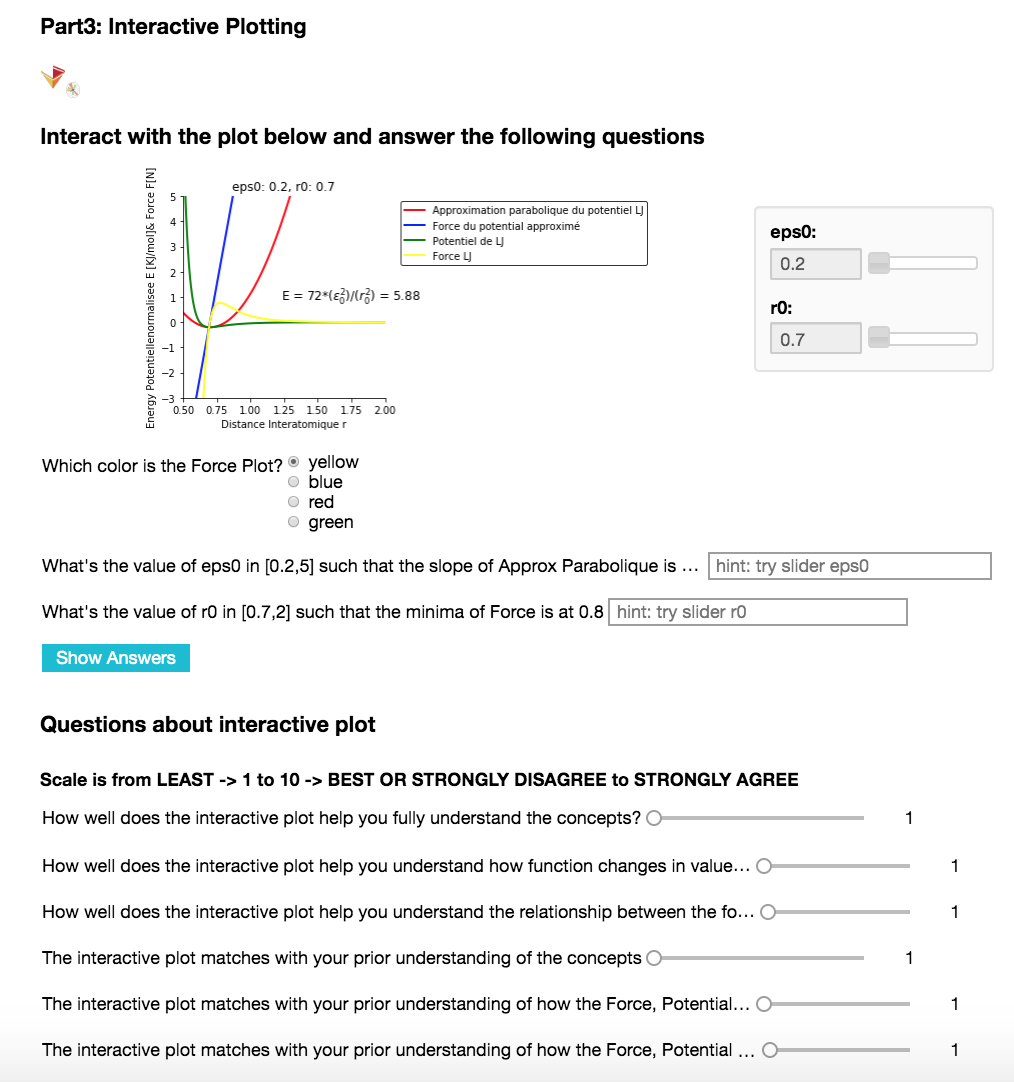 Part3: Interactive Plotting
Interact with the plot below and answer the following questions
eps0: 0.2, r0: 0.7
Energy Potentiellenormalisee E [KJ/mol]& Force F[N]
5
4
3
2
1
0
−1
−2
−3
0.50 0.75 1.00 1.25 1.50 1.75 2.00
Distance Interatomique r
E = 72*(ε₀²)/(r₀²) = 5.88
Approximation parabolique du potentiel LJ
Force du potential approximé
Potentiel de LJ
Force LJ
eps0:
0.2
r0:
0.7
Which color is the Force Plot?
yellow
blue
red
green
What's the value of eps0 in [0.2,5] such that the slope of Approx Parabolique is ... hint: try slider eps0
What's the value of r0 in [0.7,2] such that the minima of Force is at 0.8 hint: try slider r0
Show Answers
Questions about interactive plot
Scale is from LEAST -> 1 to 10 -> BEST OR STRONGLY DISAGREE to STRONGLY AGREE
How well does the interactive plot help you fully understand the concepts? 1
How well does the interactive plot help you understand how function changes in value... 1
How well does the interactive plot help you understand the relationship between the fo... 1
The interactive plot matches with your prior understanding of the concepts 1
The interactive plot matches with your prior understanding of how the Force, Potential... 1
The interactive plot matches with your prior understanding of how the Force, Potential ... 1